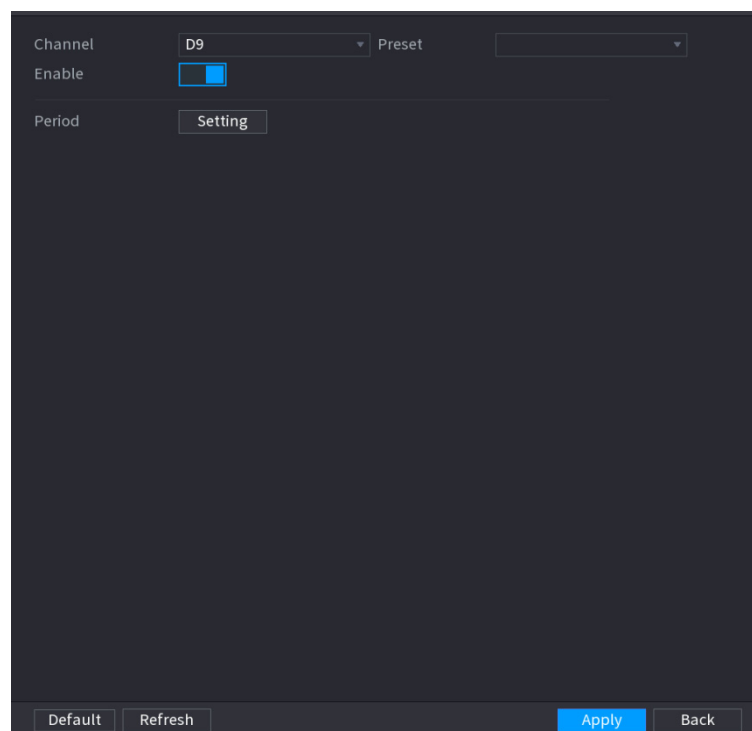 Channel D9 Preset
Enable
Period Setting
Default Refresh Apply Back